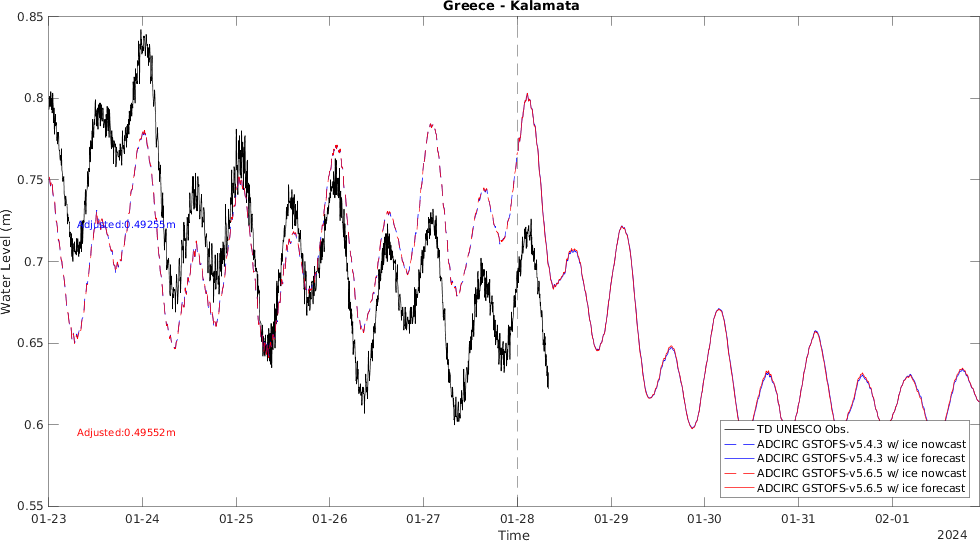 Greece - Kalamata
0.85
0.8
0.75
0.7
0.65
0.6
0.55
Water Level (m)
Adjusted:0.49255m
Adjusted:0.49552m
TD UNESCO Obs.
ADCIRC GSTOFS-v5.4.3 w/ ice nowcast
ADCIRC GSTOFS-v5.4.3 w/ ice forecast
ADCIRC GSTOFS-v5.6.5 w/ ice nowcast
ADCIRC GSTOFS-v5.6.5 w/ ice forecast
01-23 01-24 01-25 01-26 01-27 01-28 01-29 01-30 01-31 02-01
Time
2024